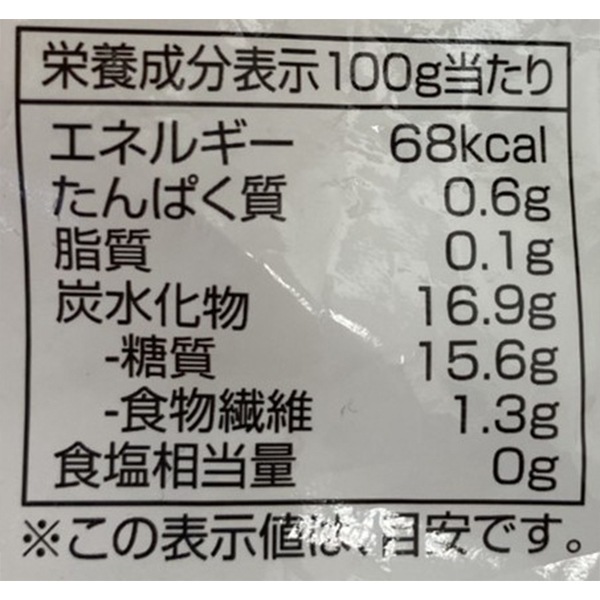 栄養成分表示100g当たり
エネルギー 68kcal
たんぱく質 0.6g
脂質 0.1g
炭水化物 16.9g
-糖質 15.6g
-食物繊維 1.3g
食塩相当量 0g
※この表示値は、目安です。